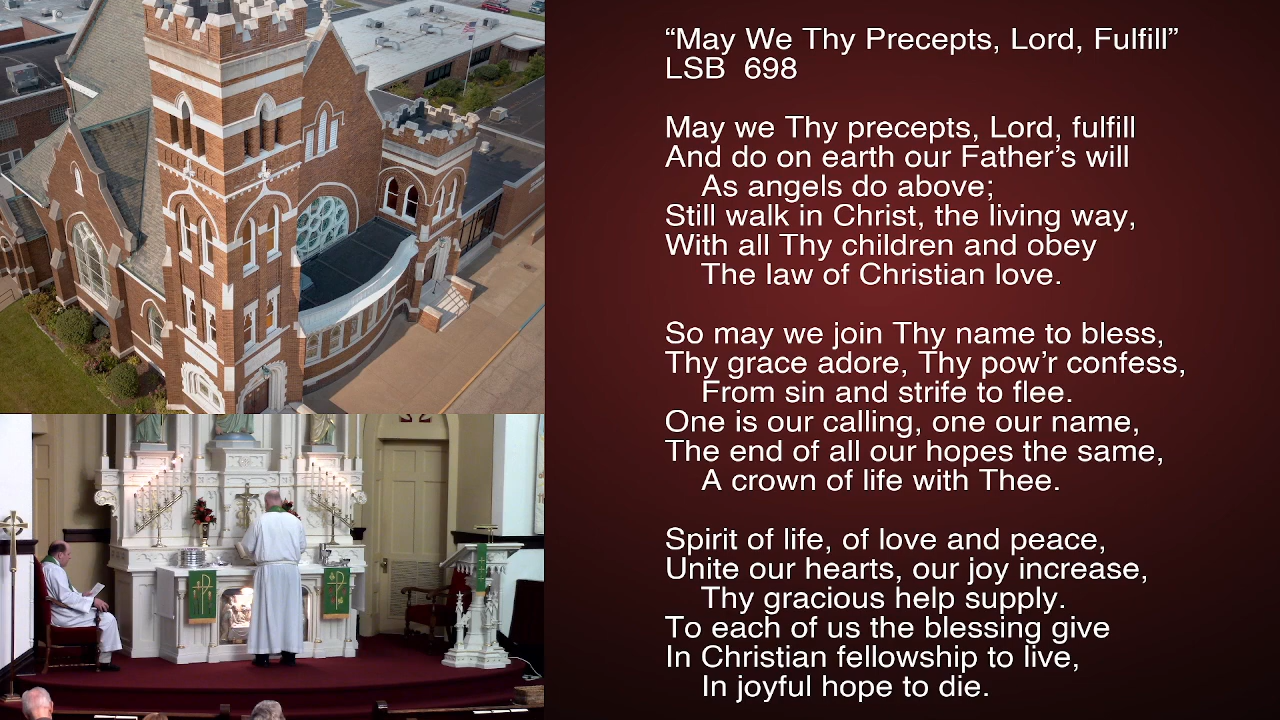 “May We Thy Precepts, Lord, Fulfill”
LSB 698
May we Thy precepts, Lord, fulfill
And do on earth our Father’s will
As angels do above;
Still walk in Christ, the living way,
With all Thy children and obey
The law of Christian love.
So may we join Thy name to bless,
Thy grace adore, Thy pow’r confess,
From sin and strife to flee.
One is our calling, one our name,
The end of all our hopes the same,
A crown of life with Thee.
Spirit of life, of love and peace,
Unite our hearts, our joy increase,
Thy gracious help supply.
To each of us the blessing give
In Christian fellowship to live,
In joyful hope to die.